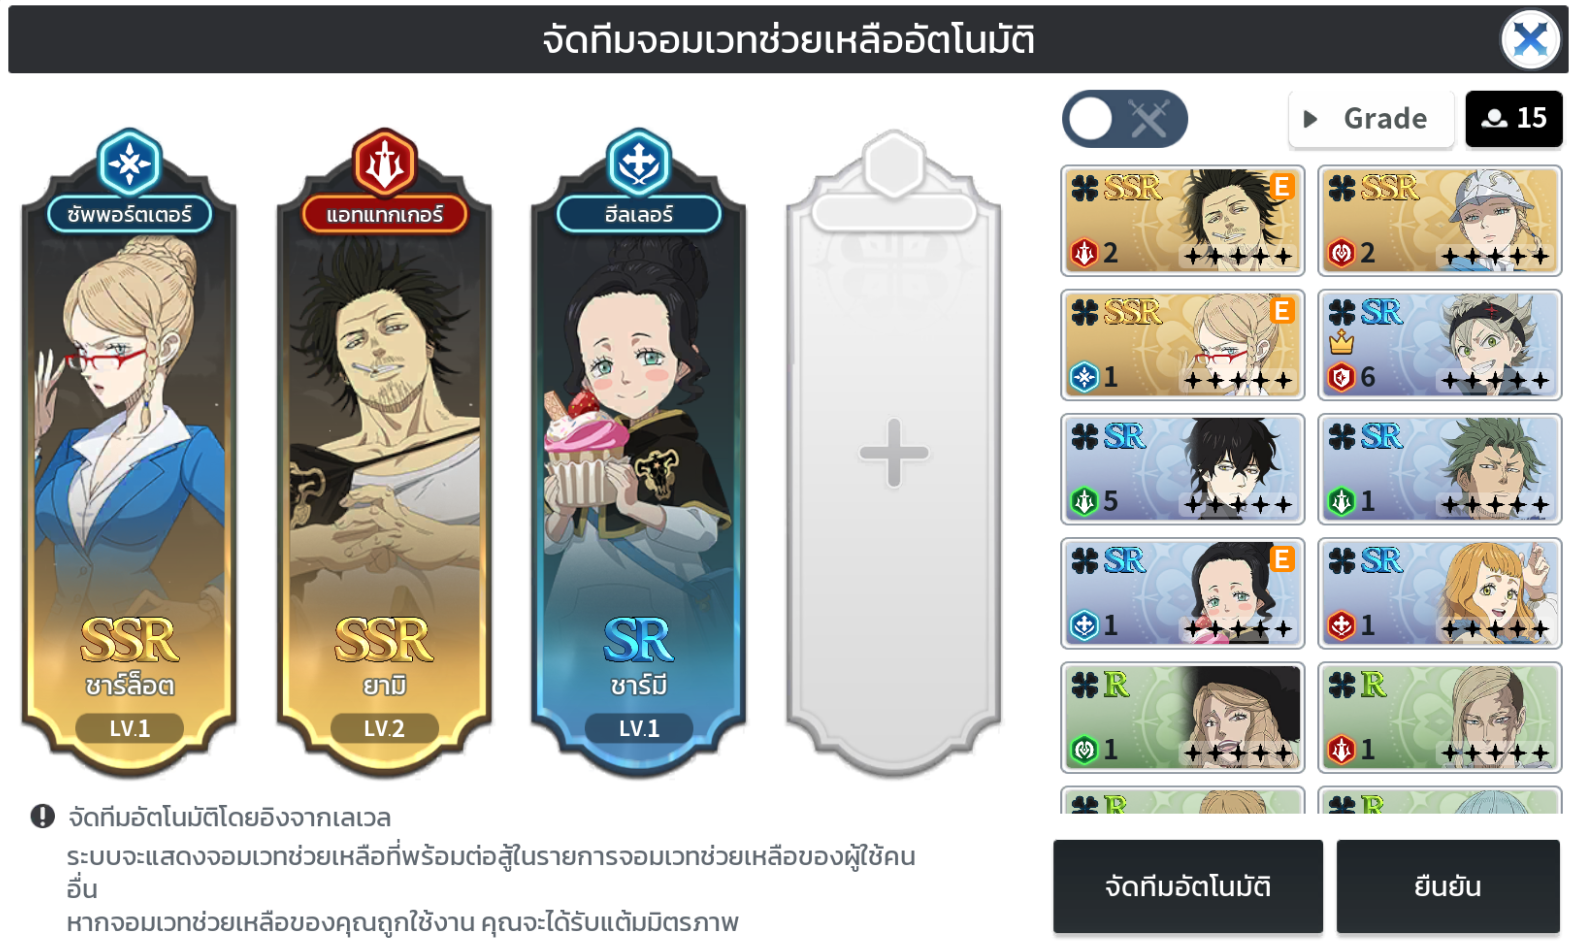 จัดทีมจอมเวทช่วยเหลืออัตโนมัติ
Grade
15
ซัพพอร์ตเตอร์
แอทแทกเกอร์
ฮีลเลอร์
SSR
ชาร์ล็อต
LV.1
SSR
ยามิ
LV.2
SR
ชาร์มี
LV.1
SSR E
2
SSR
2
SSR E
1
SR
6
SR
5
SR
1
SR E
1
SR
1
R
1
R
1
R
R
จัดทีมอัตโนมัติโดยอิงจากเลเวล
ระบบจะแสดงจอมเวทช่วยเหลือที่พร้อมต่อสู้ในรายการจอมเวทช่วยเหลือของผู้ใช้คน
อื่น
หากจอมเวทช่วยเหลือของคุณถูกใช้งาน คุณจะได้รับแต้มมิตรภาพ
จัดทีมอัตโนมัติ
ยืนยัน